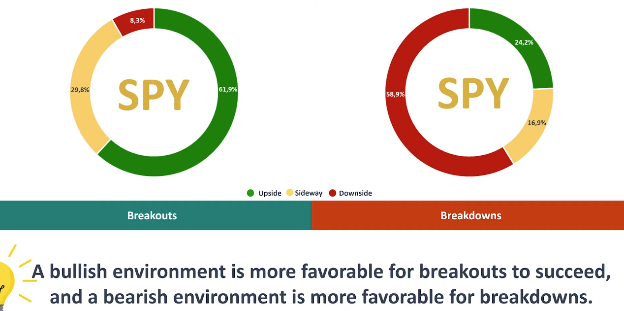 8,3%
29,8%
SPY
61,9%
24,2%
58,9%
SPY
16,9%
Upside Sideway Downside
Breakouts
Breakdowns
A bullish environment is more favorable for breakouts to succeed,
and a bearish environment is more favorable for breakdowns.